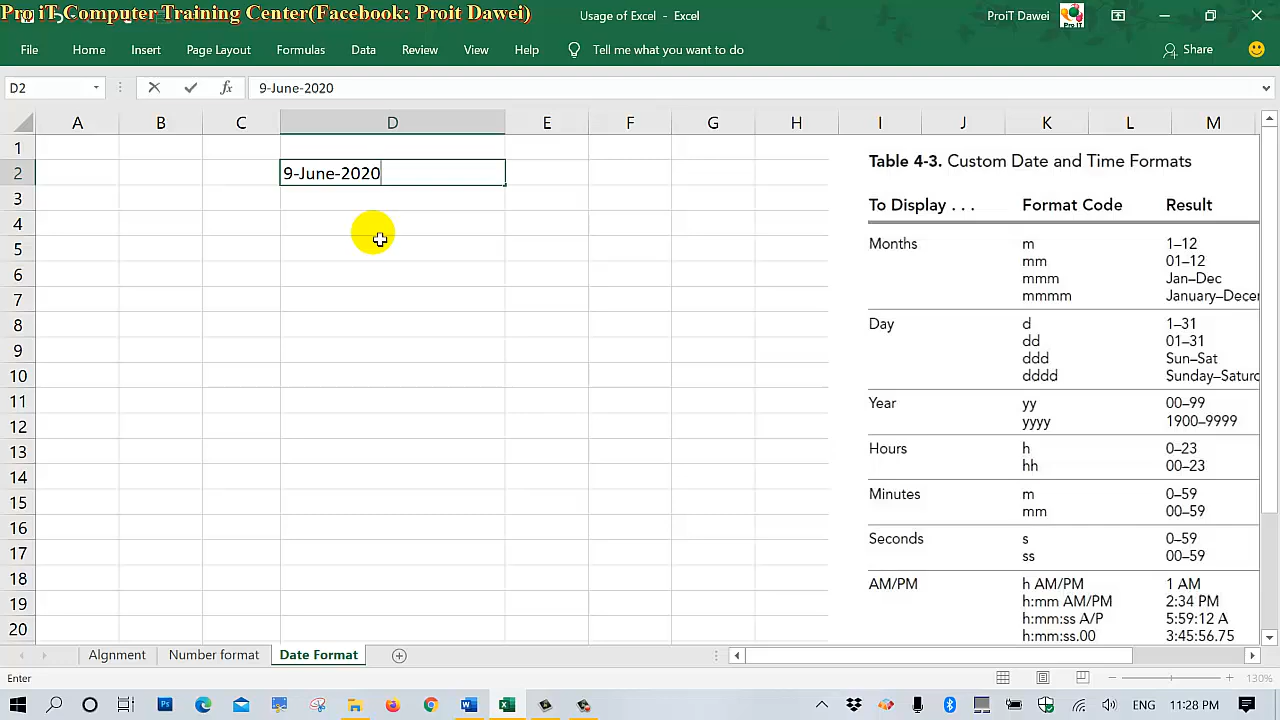 Pro iT Computer Training Center(Facebook: Proit Dawei)
Usage of Excel - Excel
ProiT Dawei
File Home Insert Page Layout Formulas Data Review View Help Tell me what you want to do Share
D2 fx 9-June-2020
A B C D E F G H I J K L M
1
2 9-June-2020
3
4
5
6
7
8
9
10
11
12
13
14
15
16
17
18
19
20
Table 4-3. Custom Date and Time Formats
To Display . . . Format Code Result
Months m 1–12
mm 01–12
mmm Jan–Dec
mmmm January–Decem
Day d 1–31
dd 01–31
ddd Sun–Sat
dddd Sunday–Saturd
Year yy 00–99
yyyy 1900–9999
Hours h 0–23
hh 00–23
Minutes m 0–59
mm 00–59
Seconds s 0–59
ss 00–59
AM/PM h AM/PM 1 AM
h:mm AM/PM 2:34 PM
h:mm:ss A/P 5:59:12 A
h:mm:ss.00 3:45:56.75
Algnment Number format Date Format
Enter 130%
ENG 11:28 PM